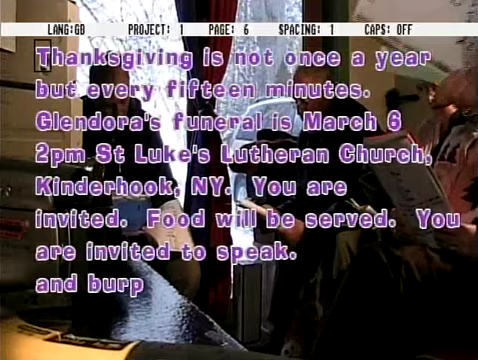 LANG:GB PROJECT: 1 PAGE: 6 SPACING: 1 CAPS: OFF
Thanksgiving is not once a year
but every fifteen minutes.
Glendora's funeral is March 6
2pm St Luke's Lutheran Church,
Kinderhook, NY. You are
invited. Food will be served. You
are invited to speak.
and burp